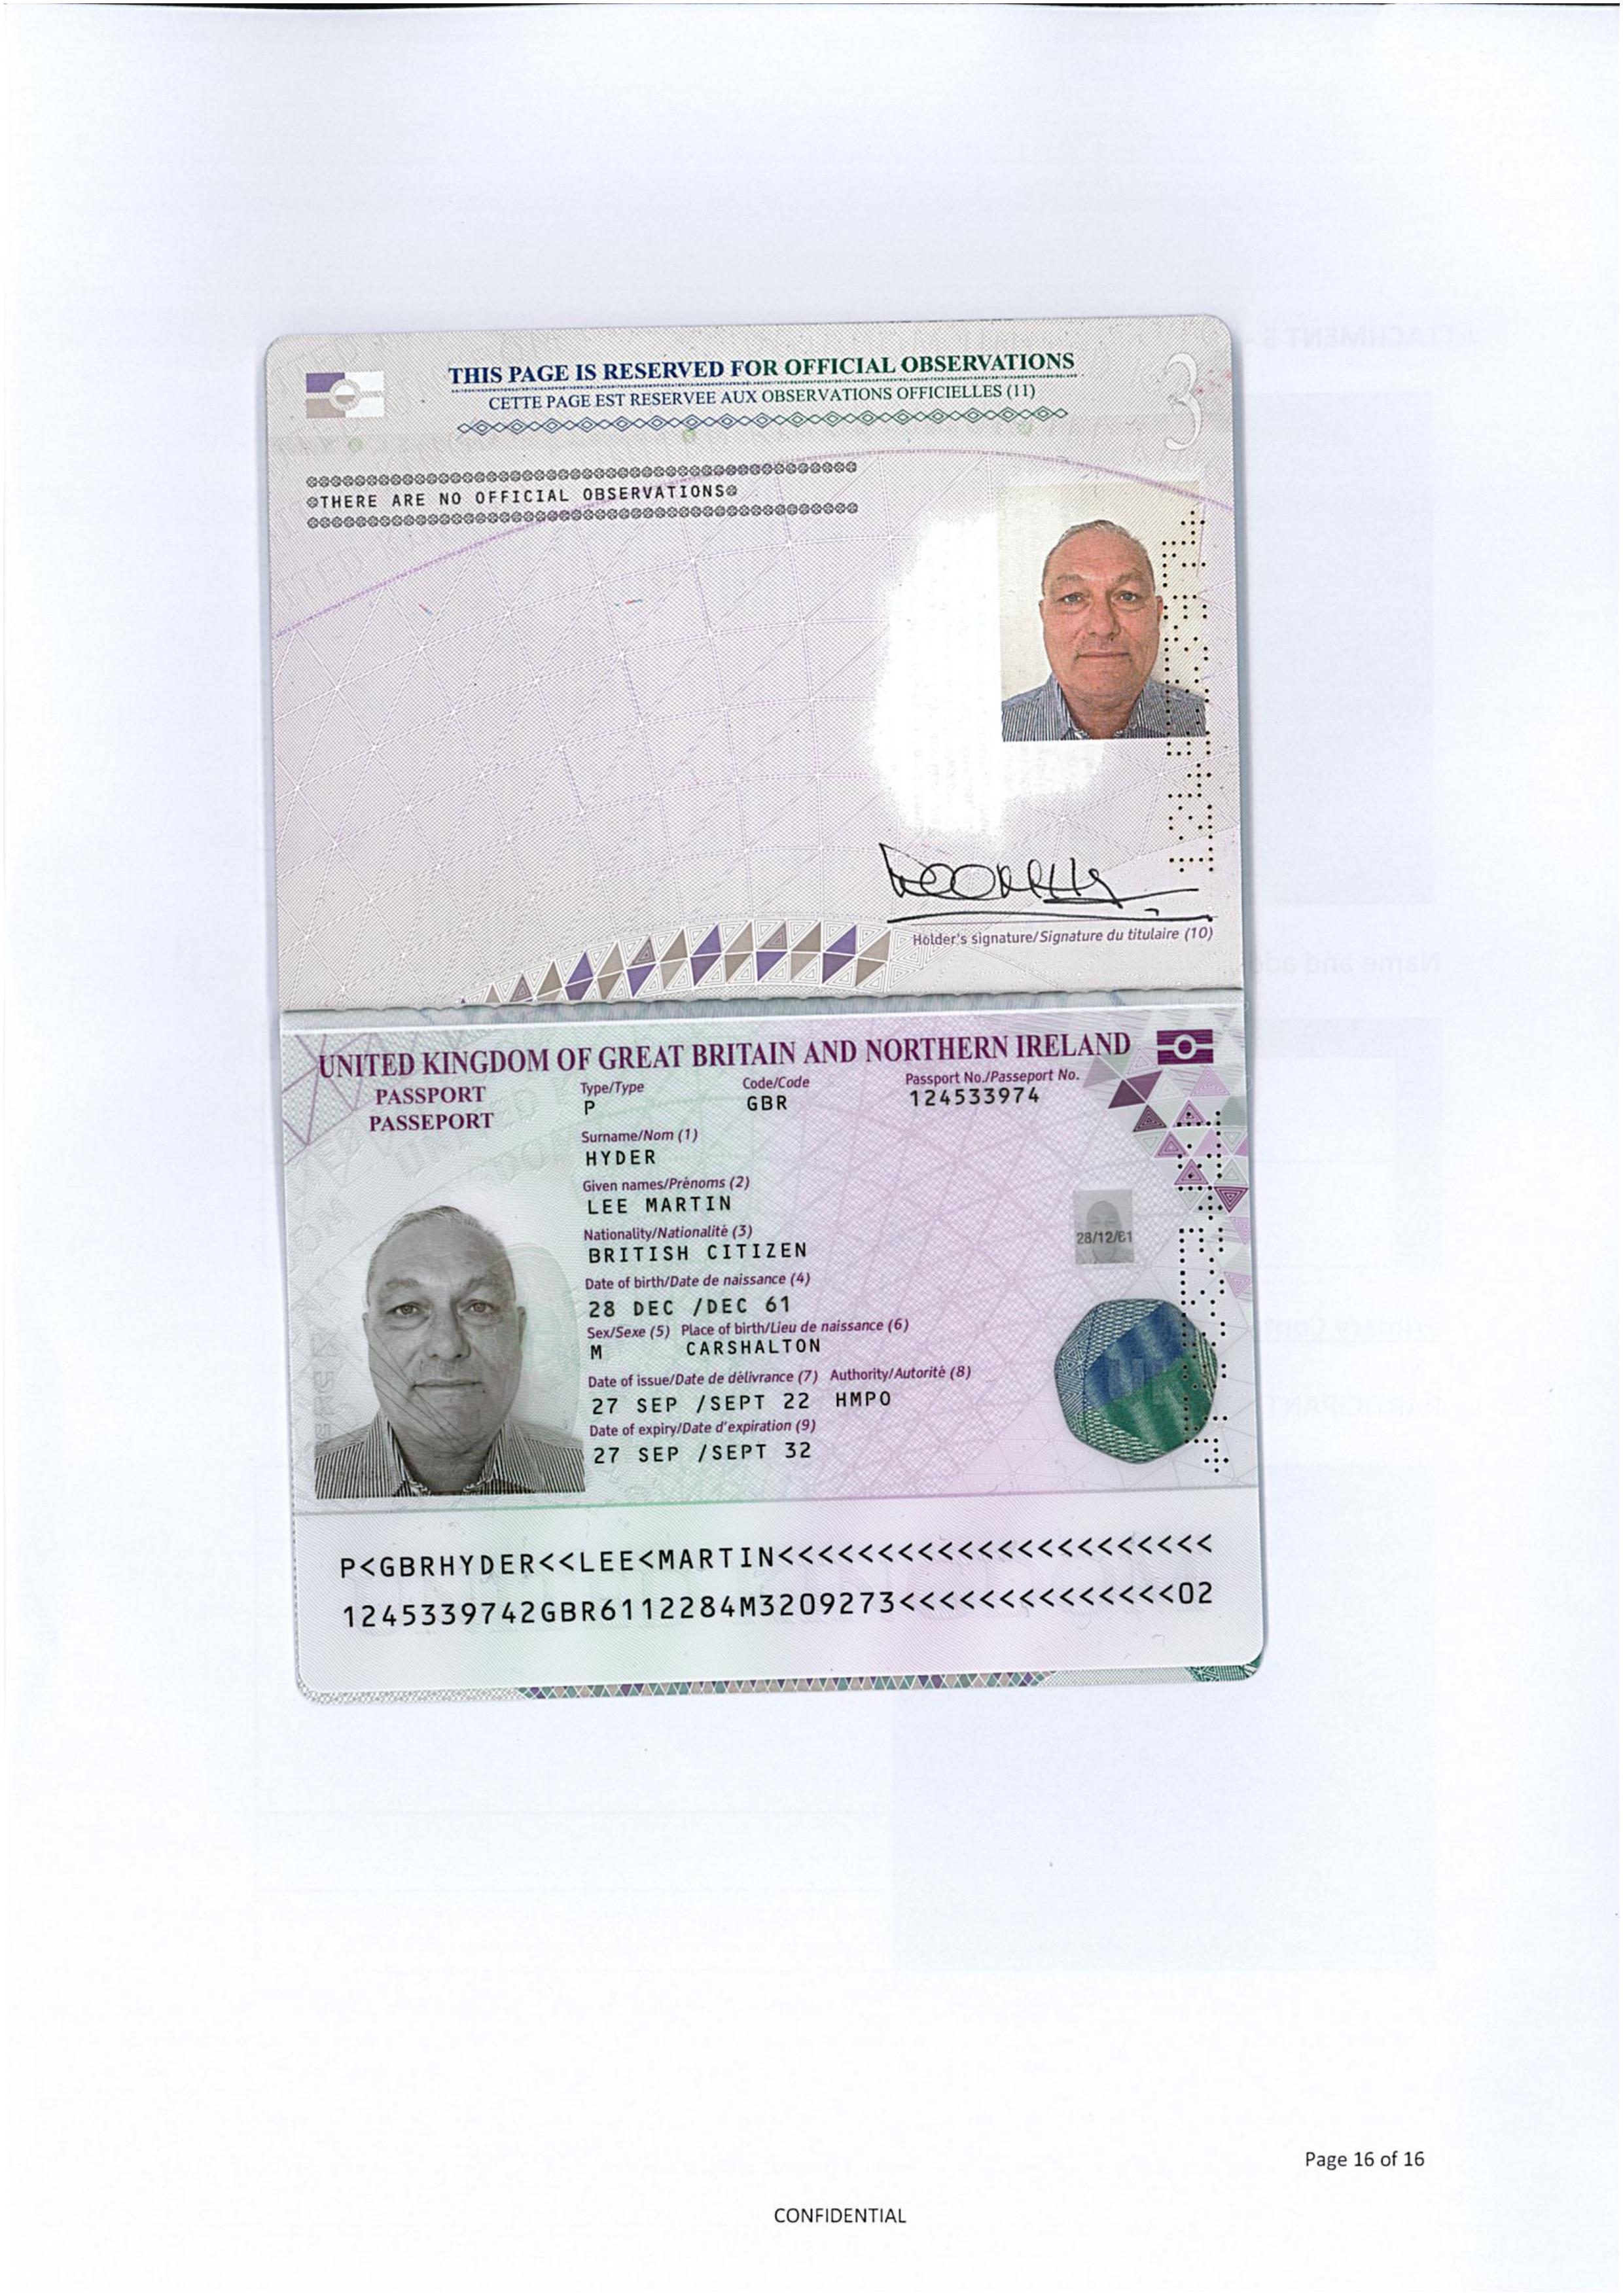 THIS PAGE IS RESERVED FOR OFFICIAL OBSERVATIONS
CETTE PAGE EST RESERVEE AUX OBSERVATIONS OFFICIELLES (11)
3
THERE ARE NO OFFICIAL OBSERVATIONS
Holder's signature/Signature du titulaire (10)
UNITED KINGDOM OF GREAT BRITAIN AND NORTHERN IRELAND
PASSPORT
PASSEPORT
Type/Type Code/Code Passport No./Passeport No.
P GBR 124533974
Surname/Nom (1)
HYDER
Given names/Prénoms (2)
LEE MARTIN
Nationality/Nationalité (3)
BRITISH CITIZEN
28/12/61
Date of birth/Date de naissance (4)
28 DEC /DEC 61
Sex/Sexe (5) Place of birth/Lieu de naissance (6)
M CARSHALTON
Date of issue/Date de délivrance (7) Authority/Autorité (8)
27 SEP /SEPT 22 HMPO
Date of expiry/Date d'expiration (9)
27 SEP /SEPT 32
P<GBRHYDER<<LEE<MARTIN<<<<<<<<<<<<<<<<<<<<<<
1245339742GBR6112284M3209273<<<<<<<<<<<<<<02
Page 16 of 16
CONFIDENTIAL